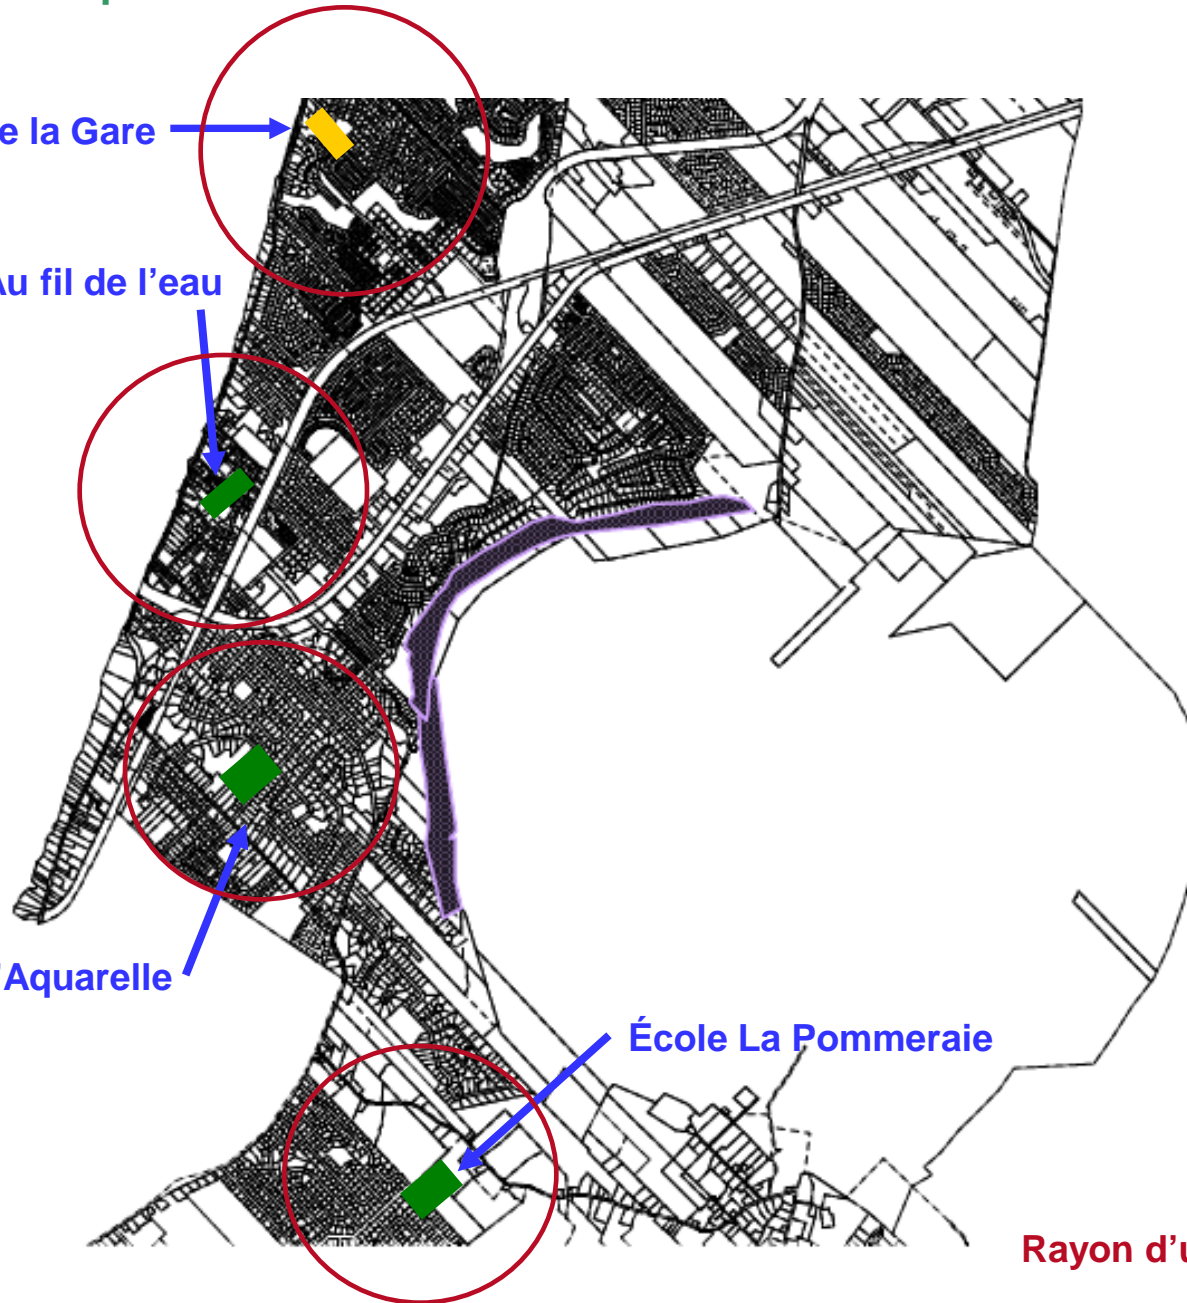 e la Gare
Au fil de l’eau
’Aquarelle
École La Pommeraie
Rayon d’u